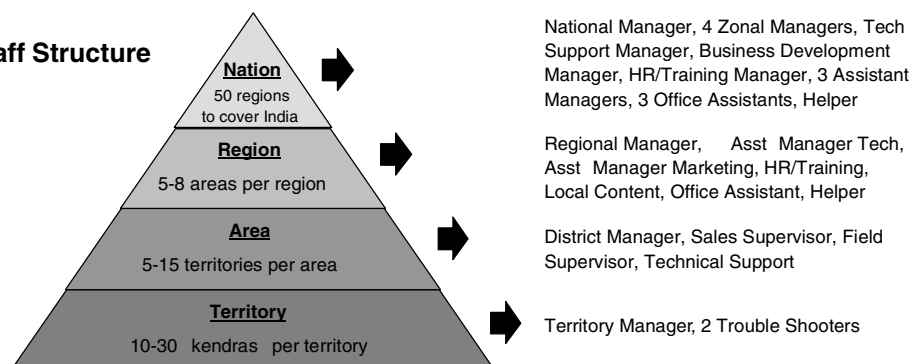 aff Structure
Nation
50 regions
to cover India
National Manager, 4 Zonal Managers, Tech
Support Manager, Business Development
Manager, HR/Training Manager, 3 Assistant
Managers, 3 Office Assistants, Helper
Region
5-8 areas per region
Regional Manager, Asst Manager Tech,
Asst Manager Marketing, HR/Training,
Local Content, Office Assistant, Helper
Area
5-15 territories per area
District Manager, Sales Supervisor, Field
Supervisor, Technical Support
Territory
10-30 kendras per territory
Territory Manager, 2 Trouble Shooters